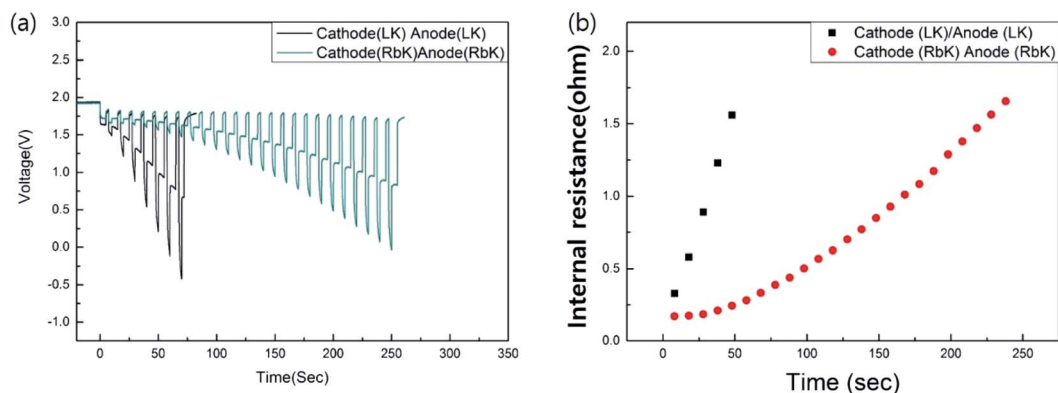 (a)
Cathode(LK) Anode(LK)
Cathode(RbK)Anode(RbK)
3.0
2.5
2.0
1.5
1.0
0.5
0.0
-0.5
-1.0
Voltage(V)
0 50 100 150 200 250 300 350
Time(Sec)
(b)
Cathode (LK)/Anode (LK)
Cathode (RbK) Anode (RbK)
2.0
1.5
1.0
0.5
0.0
Internal resistance(ohm)
0 50 100 150 200 250
Time (sec)